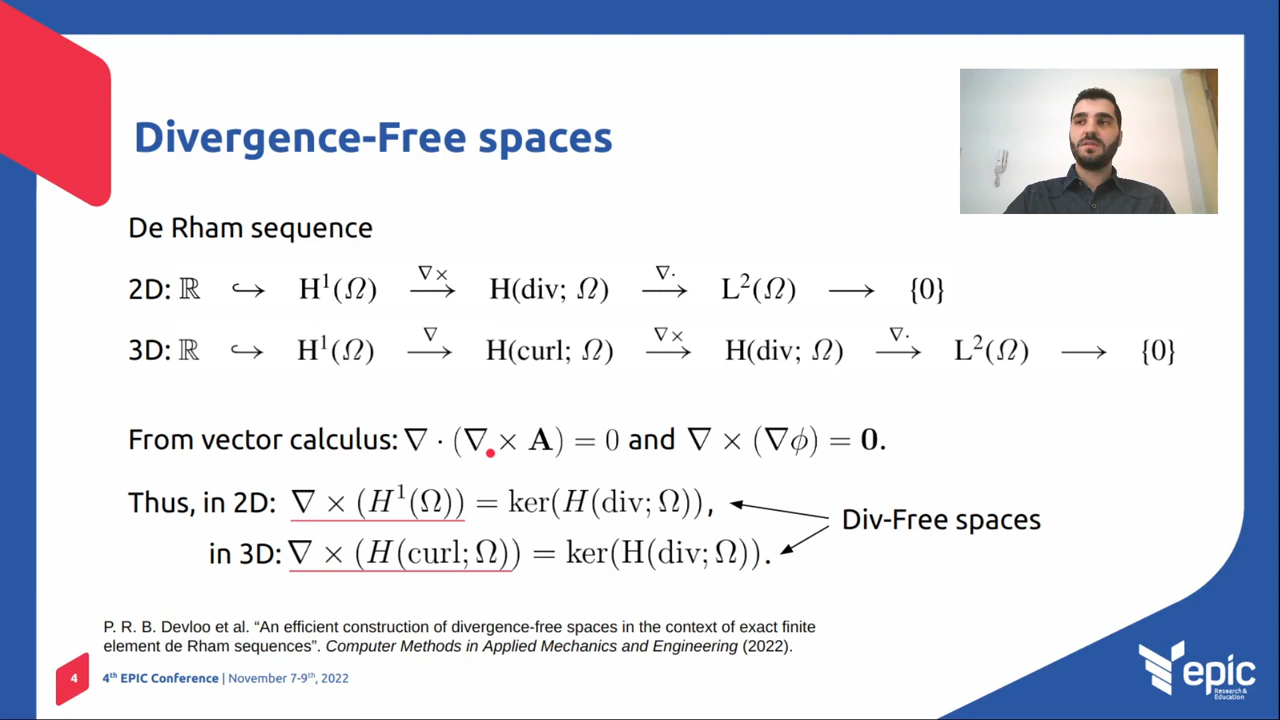 Divergence-Free spaces
De Rham sequence
2D: ℝ ↪ H¹(Ω) —∇×→ H(div; Ω) —∇·→ L²(Ω) ⟶ {0}
3D: ℝ ↪ H¹(Ω) —∇→ H(curl; Ω) —∇×→ H(div; Ω) —∇·→ L²(Ω) ⟶ {0}
From vector calculus: ∇ · (∇ × A) = 0 and ∇ × (∇ϕ) = 0.
Thus, in 2D: ∇ × (H¹(Ω)) = ker(H(div; Ω)),
Div-Free spaces
in 3D: ∇ × (H(curl; Ω)) = ker(H(div; Ω)).
P. R. B. Devloo et al. “An efficient construction of divergence-free spaces in the context of exact finite
element de Rham sequences”. Computer Methods in Applied Mechanics and Engineering (2022).
4 4th EPIC Conference | November 7-9th, 2022
epic
Research &
Education